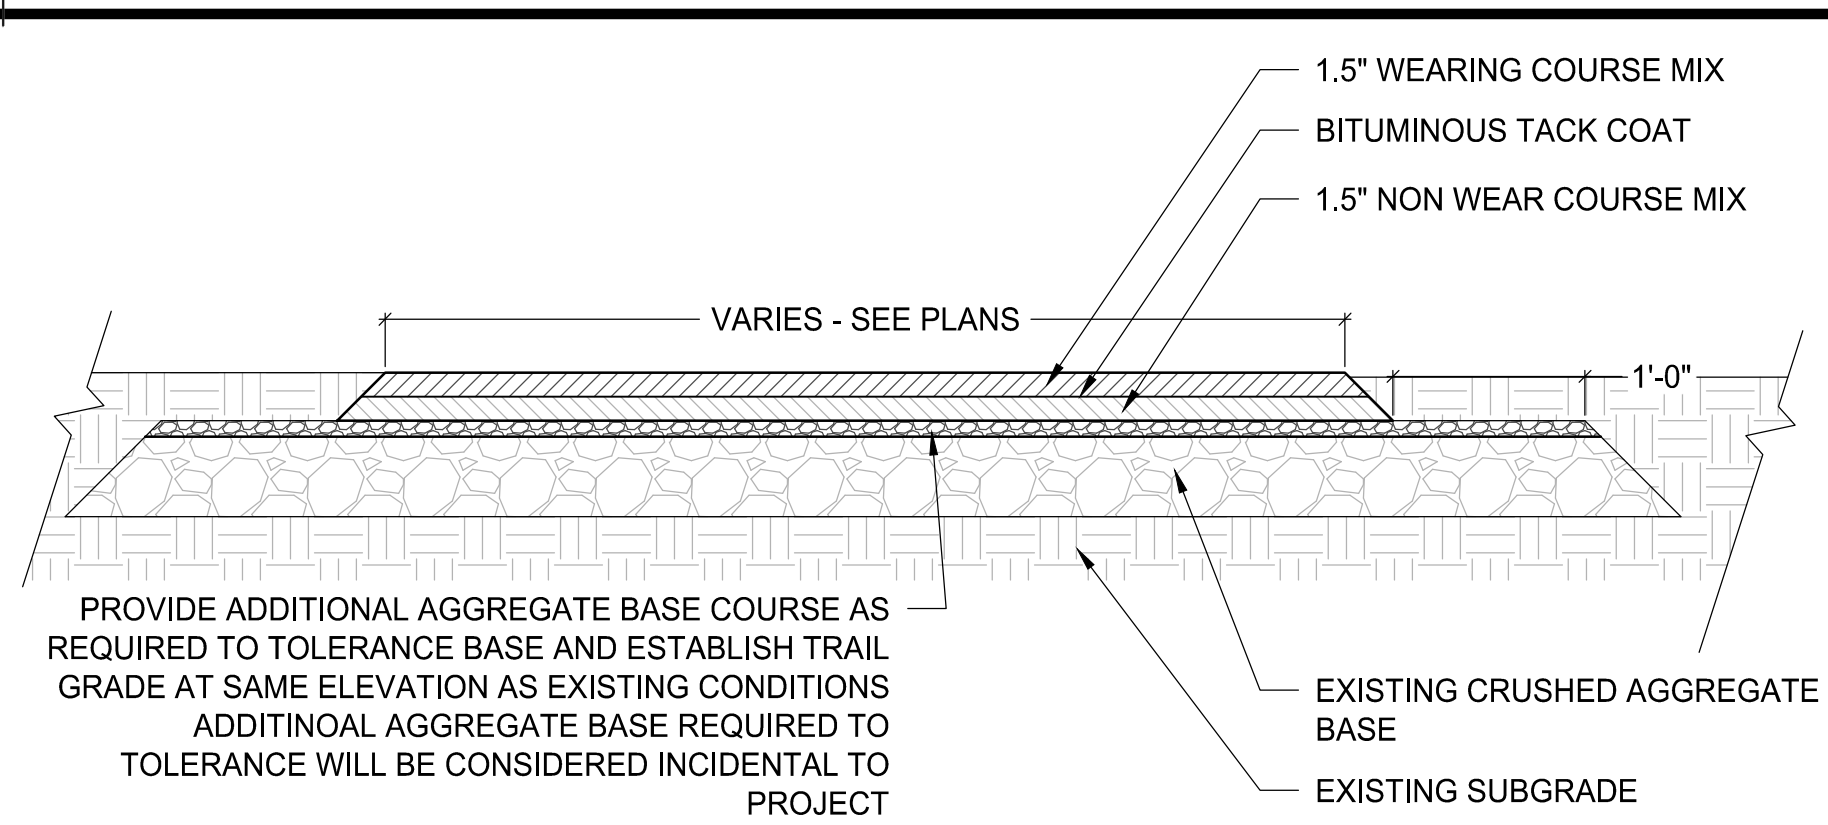 1.5" WEARING COURSE MIX
BITUMINOUS TACK COAT
1.5" NON WEAR COURSE MIX
VARIES - SEE PLANS
1'-0"
PROVIDE ADDITIONAL AGGREGATE BASE COURSE AS
REQUIRED TO TOLERANCE BASE AND ESTABLISH TRAIL
GRADE AT SAME ELEVATION AS EXISTING CONDITIONS
ADDITINOAL AGGREGATE BASE REQUIRED TO
TOLERANCE WILL BE CONSIDERED INCIDENTAL TO
PROJECT
EXISTING CRUSHED AGGREGATE
BASE
EXISTING SUBGRADE